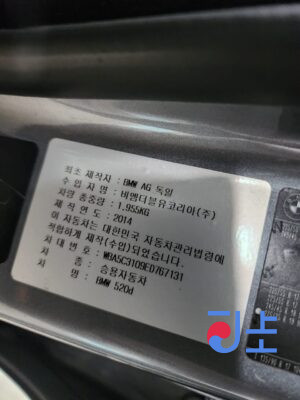 최초 제작자 : BMW AG 독일
수 입 자 명 : 비엠더블유코리아(주)
차량 총중량 : 1,955KG
제 작 연 도 : 2014
이 자동차는 대한민국 자동차관리법령에
적합하게 제작(수입)되었습니다.
차 대 번 호 : WBA5C3109ED767131
차 종 : 승용자동차
명 : BMW 520d